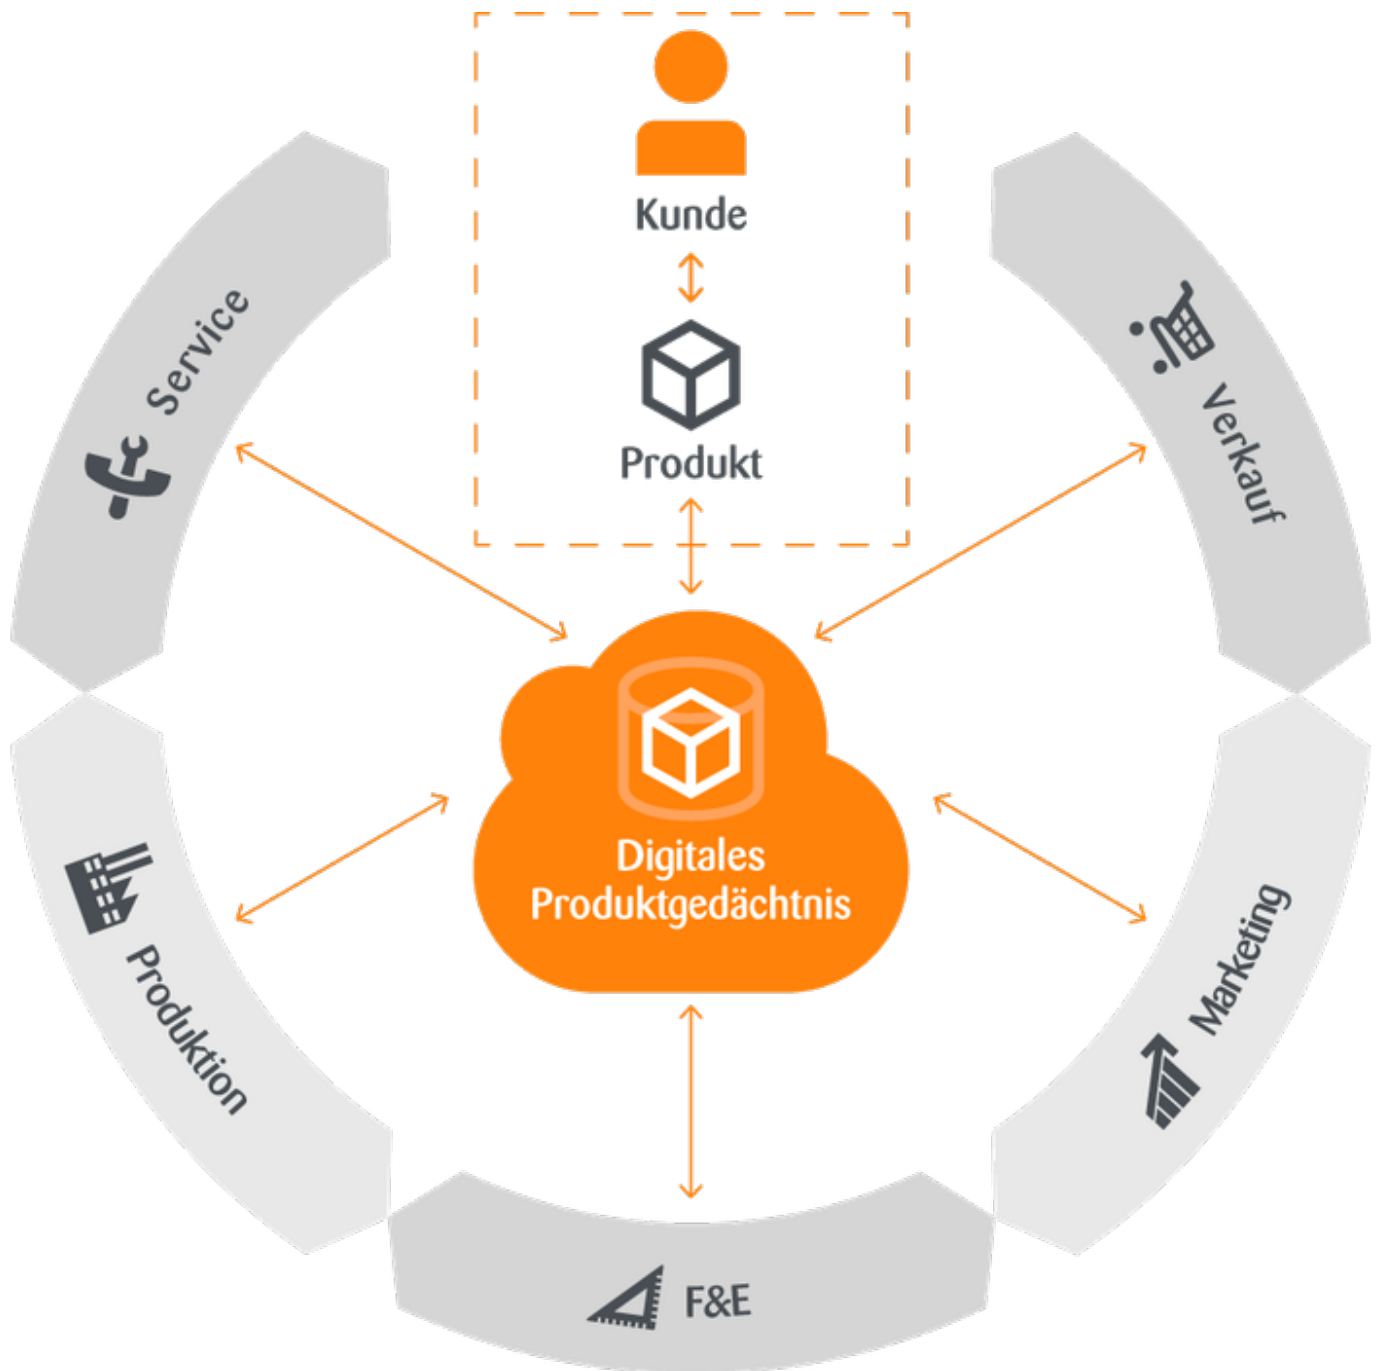 Kunde
Produkt
Service
Verkauf
Digitales
Produktgedächtnis
Produktion
Marketing
F&E